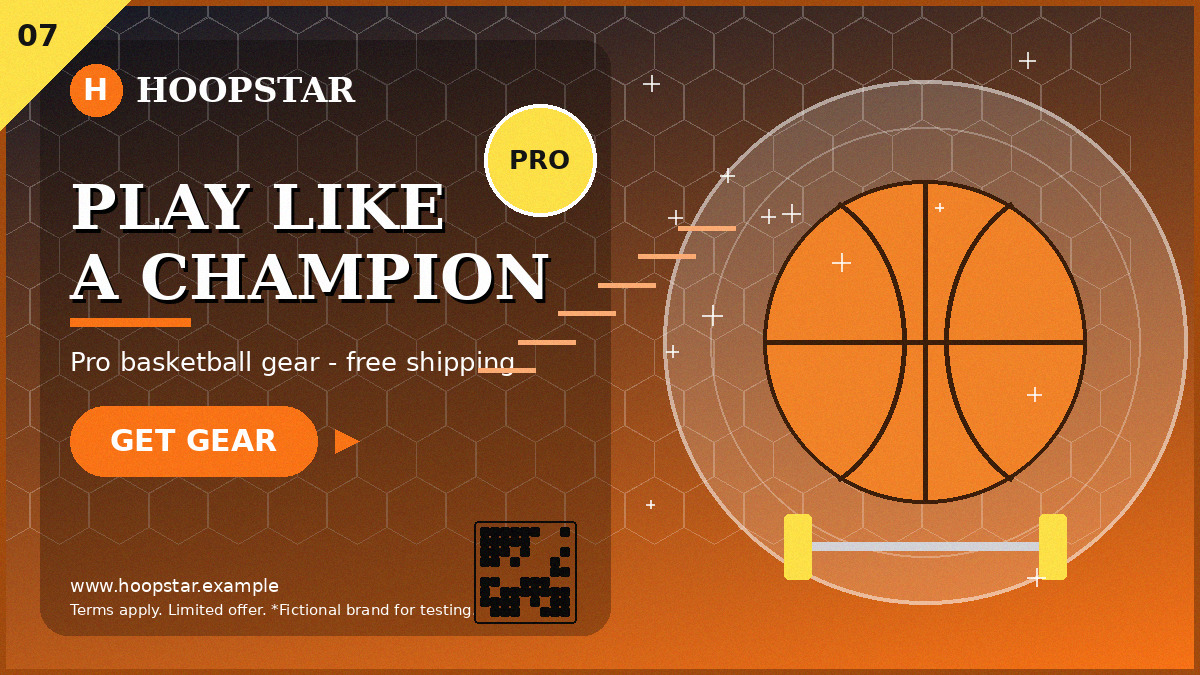 07
H HOOPSTAR
PRO
PLAY LIKE
A CHAMPION
Pro basketball gear - free shipping
GET GEAR
www.hoopstar.example
Terms apply. Limited offer. *Fictional brand for testing.